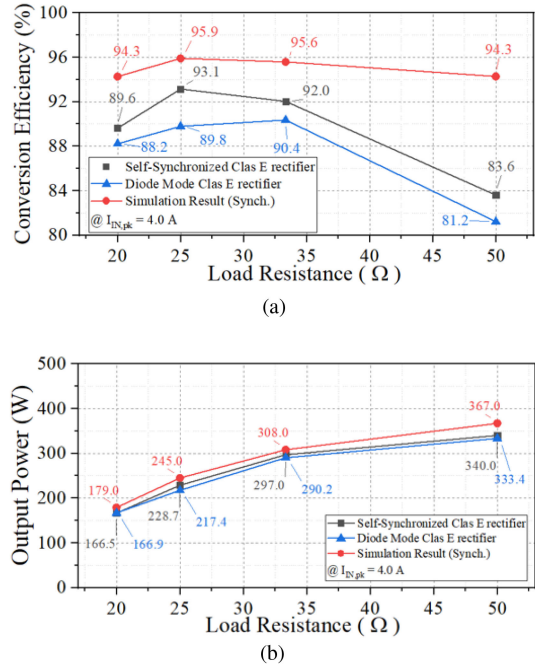 Conversion Efficiency (%)
100
96
92
88
84
80
94.3
95.9
95.6
94.3
89.6
93.1
92.0
83.6
88.2
89.8
90.4
81.2
Self-Synchronized Clas E rectifier
Diode Mode Clas E rectifier
Simulation Result (Synch.)
@ I_IN,pk = 4.0 A
20 25 30 35 40 45 50
Load Resistance ( Ω )
(a)
Output Power (W)
500
400
300
200
100
0
179.0
245.0
308.0
367.0
166.5
228.7
297.0
340.0
166.9
217.4
290.2
333.4
Self-Synchronized Clas E rectifier
Diode Mode Clas E rectifier
Simulation Result (Synch.)
@ I_IN,pk = 4.0 A
20 25 30 35 40 45 50
Load Resistance ( Ω )
(b)